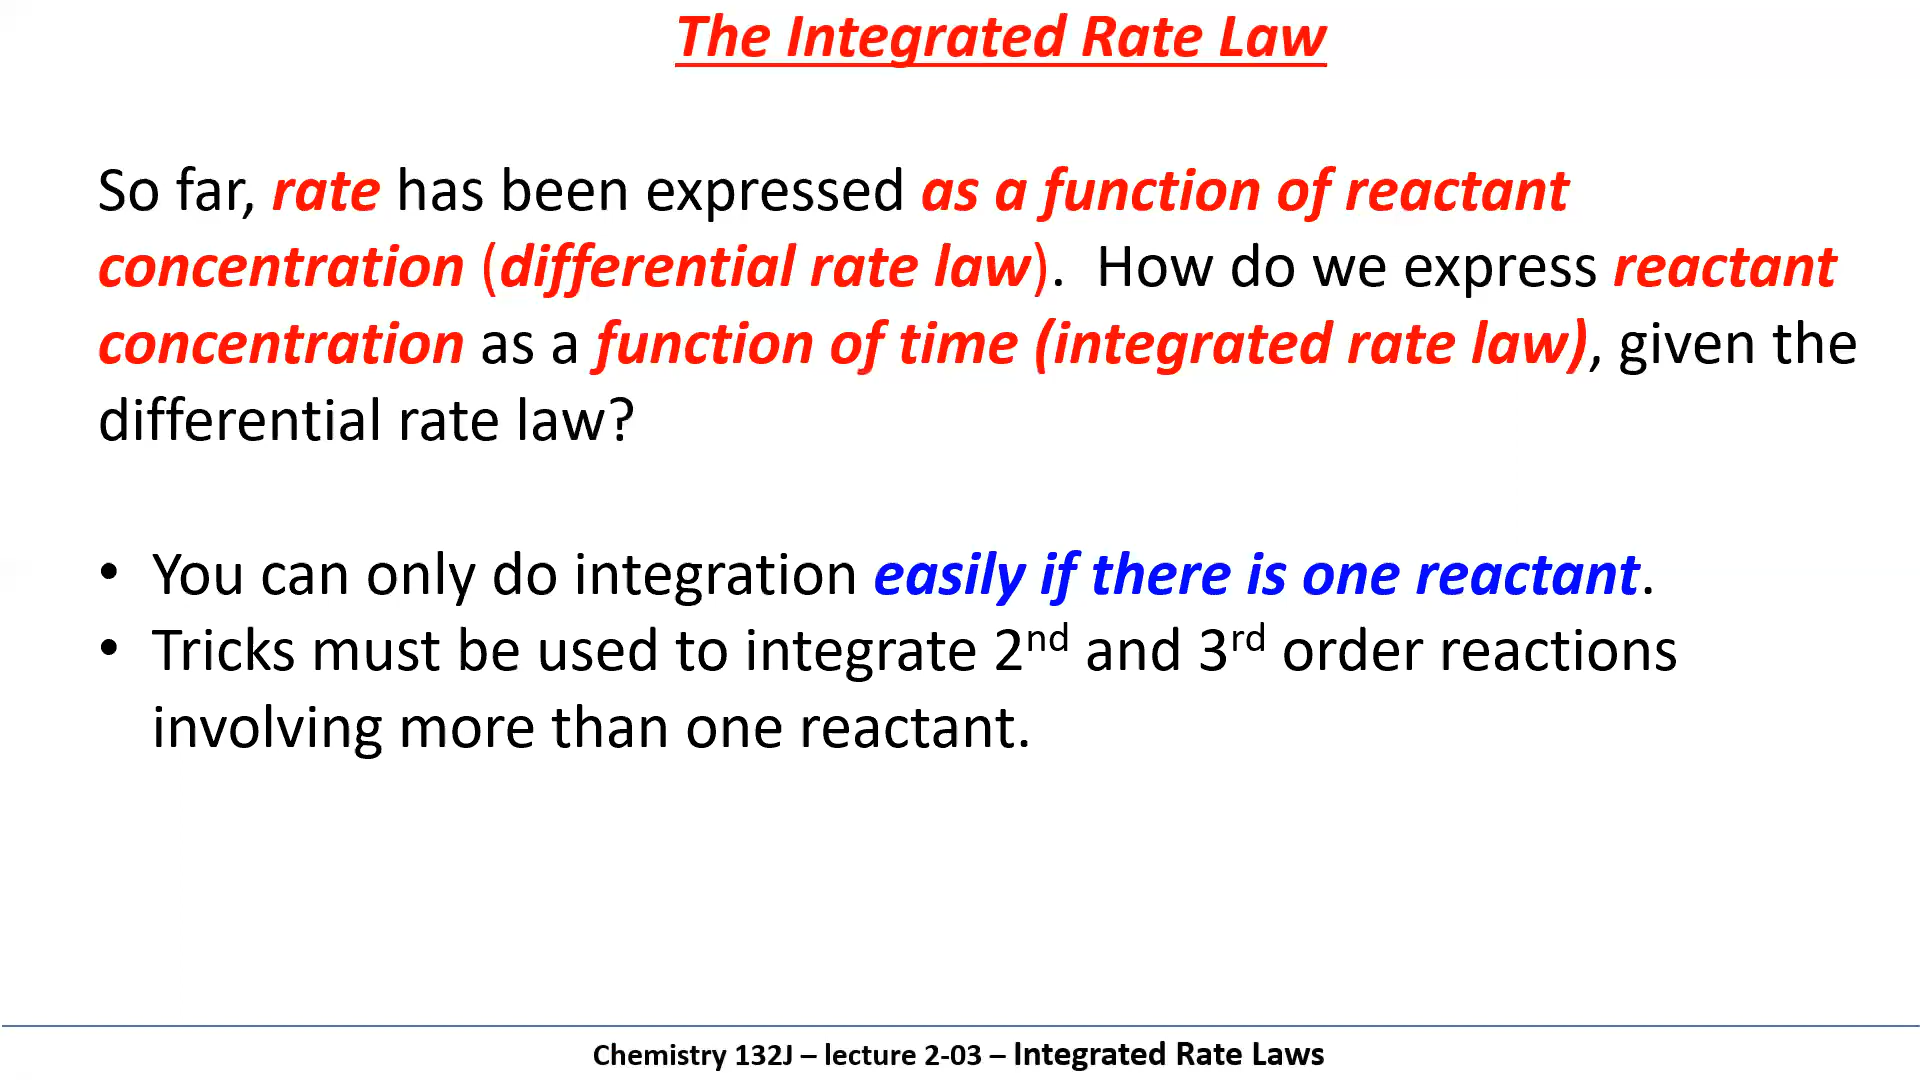 The Integrated Rate Law
So far, rate has been expressed as a function of reactant
concentration (differential rate law).  How do we express reactant
concentration as a function of time (integrated rate law), given the
differential rate law?
• You can only do integration easily if there is one reactant.
• Tricks must be used to integrate 2nd and 3rd order reactions
involving more than one reactant.
Chemistry 132J – lecture 2-03 – Integrated Rate Laws